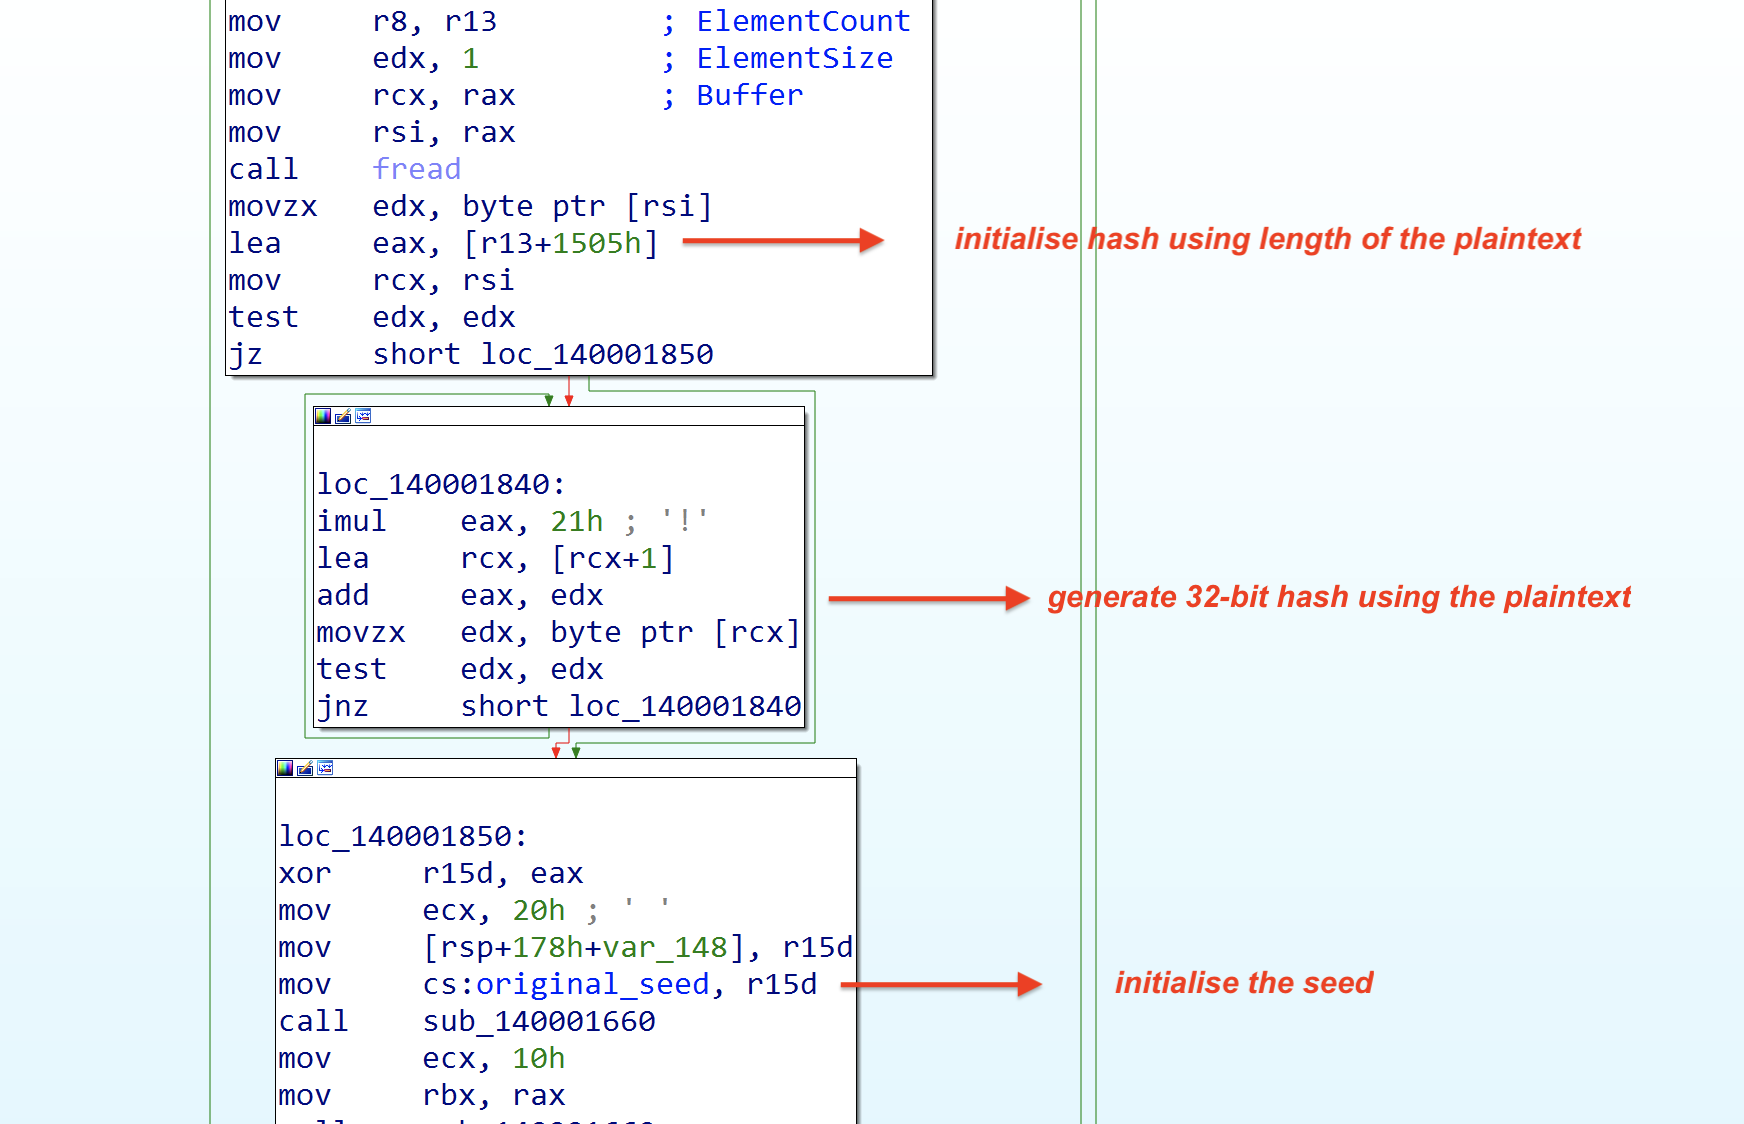 mov r8, r13 ; ElementCount
mov edx, 1 ; ElementSize
mov rcx, rax ; Buffer
mov rsi, rax
call fread
movzx edx, byte ptr [rsi]
lea eax, [r13+1505h]
initialise hash using length of the plaintext
mov rcx, rsi
test edx, edx
jz short loc_140001850
loc_140001840:
imul eax, 21h ; '!'
lea rcx, [rcx+1]
add eax, edx
generate 32-bit hash using the plaintext
movzx edx, byte ptr [rcx]
test edx, edx
jnz short loc_140001840
loc_140001850:
xor r15d, eax
mov ecx, 20h ; ' '
mov [rsp+178h+var_148], r15d
mov cs:original_seed, r15d
initialise the seed
call sub_140001660
mov ecx, 10h
mov rbx, rax